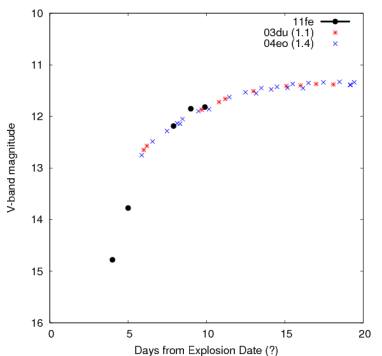 11fe
03du (1.1)
04eo (1.4)
10
11
12
13
14
15
16
V-band magnitude
0 5 10 15 20
Days from Explosion Date (?)